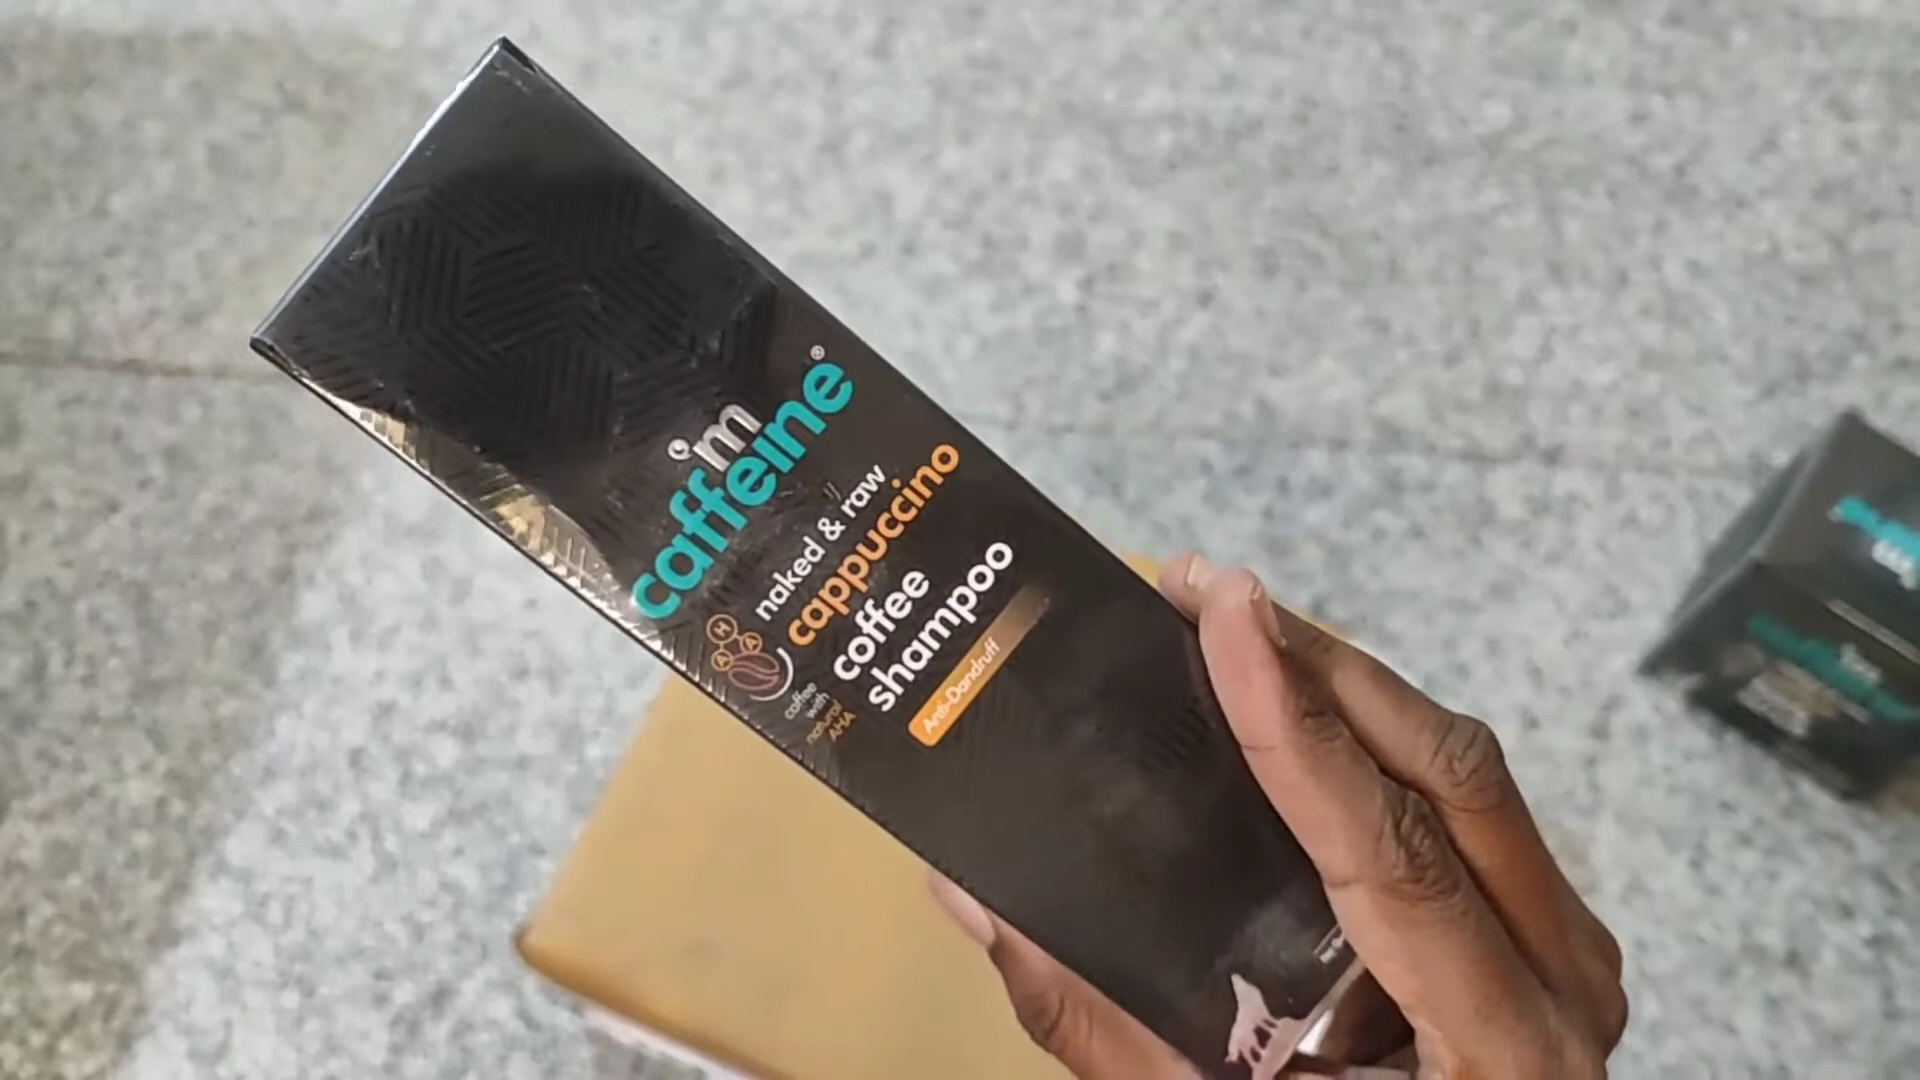 i'm
caffeine®
naked & raw
cappuccino
coffee
shampoo
Anti-Dandruff
H
A A
coffee
with
natural
AHA